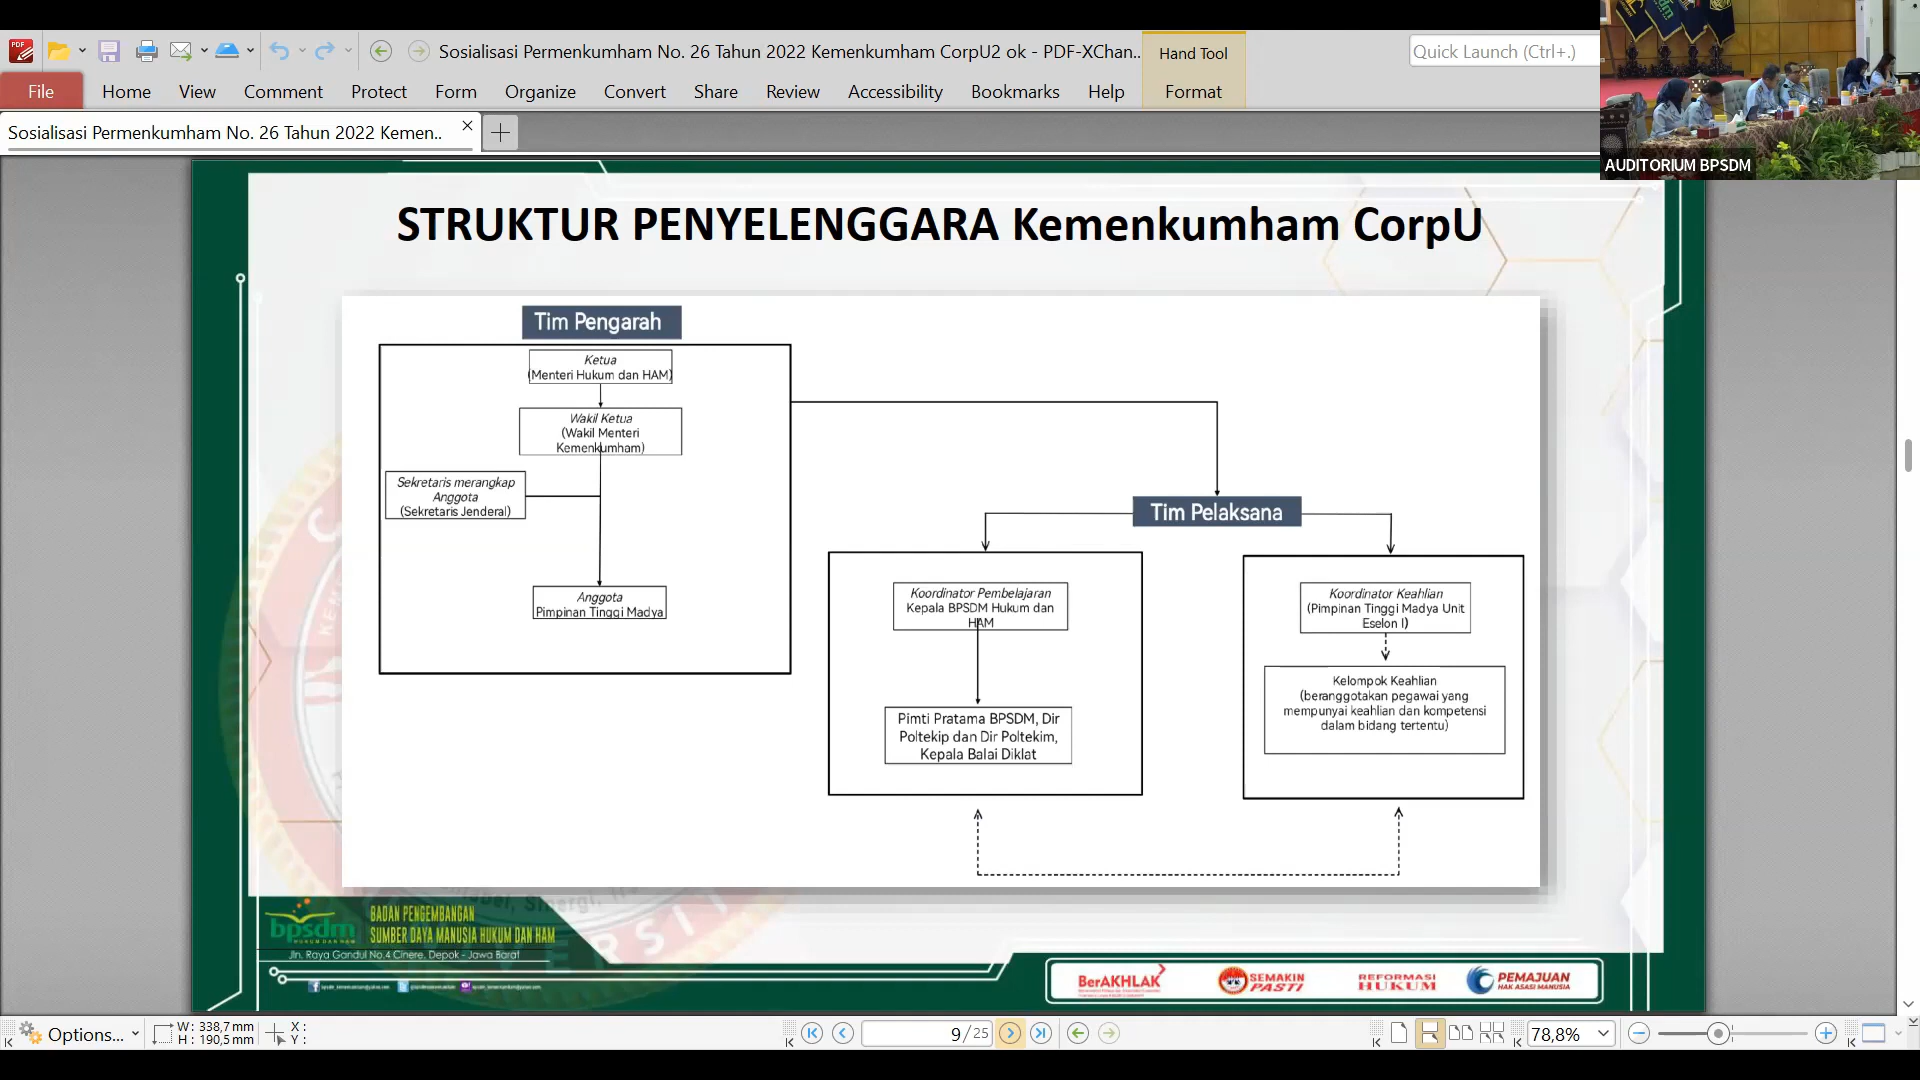 Sosialisasi Permenkumham No. 26 Tahun 2022 Kemenkumham CorpU2 ok - PDF-XChan..
Hand Tool
Quick Launch (Ctrl+.)
File
Home
View
Comment
Protect
Form
Organize
Convert
Share
Review
Accessibility
Bookmarks
Help
Format
Sosialisasi Permenkumham No. 26 Tahun 2022 Kemen..
AUDITORIUM BPSDM
STRUKTUR PENYELENGGARA Kemenkumham CorpU
Tim Pengarah
Ketua
(Menteri Hukum dan HAM)
Wakil Ketua
(Wakil Menteri
Kemenkumham)
Sekretaris merangkap
Anggota
(Sekretaris Jenderal)
Anggota
Pimpinan Tinggi Madya
Tim Pelaksana
Koordinator Pembelajaran
Kepala BPSDM Hukum dan
HAM
Pimti Pratama BPSDM, Dir
Poltekip dan Dir Poltekim,
Kepala Balai Diklat
Koordinator Keahlian
(Pimpinan Tinggi Madya Unit
Eselon I)
Kelompok Keahlian
(beranggotakan pegawai yang
mempunyai keahlian dan kompetensi
dalam bidang tertentu)
bpsdm
HUKUM DAN HAM
BADAN PENGEMBANGAN
SUMBER DAYA MANUSIA HUKUM DAN HAM
Jln. Raya Gandul No.4 Cinere, Depok - Jawa Barat
BerAKHLAK
SEMAKIN
PASTI
REFORMASI
HUKUM
PEMAJUAN
HAK ASASI MANUSIA
Options...
W: 338,7 mm
H: 190,5 mm
X:
Y:
9 / 25
78,8%